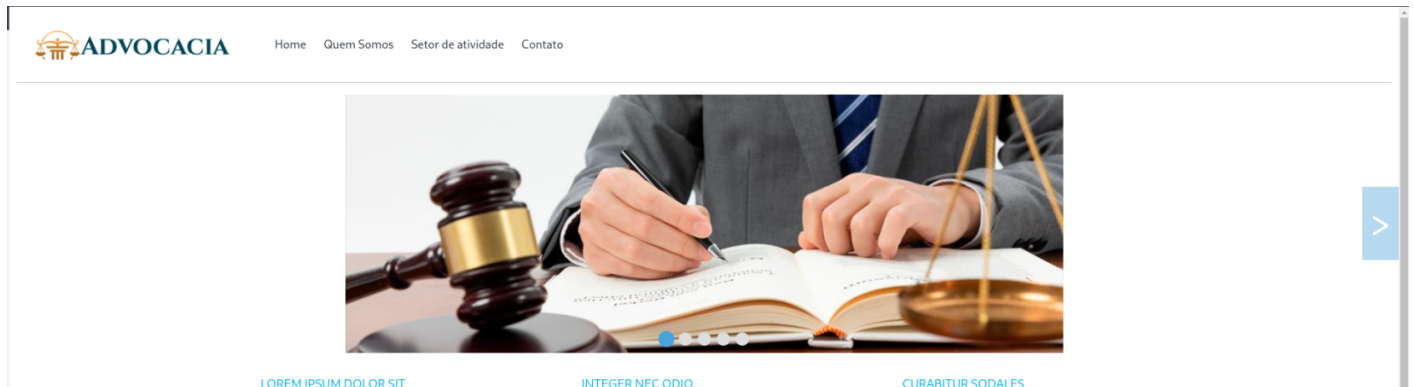 ADVOCACIA
Home Quem Somos Setor de atividade Contato
>
LOREM IPSUM DOLOR SIT INTEGER NEC ODIO. CURABITUR SODALES